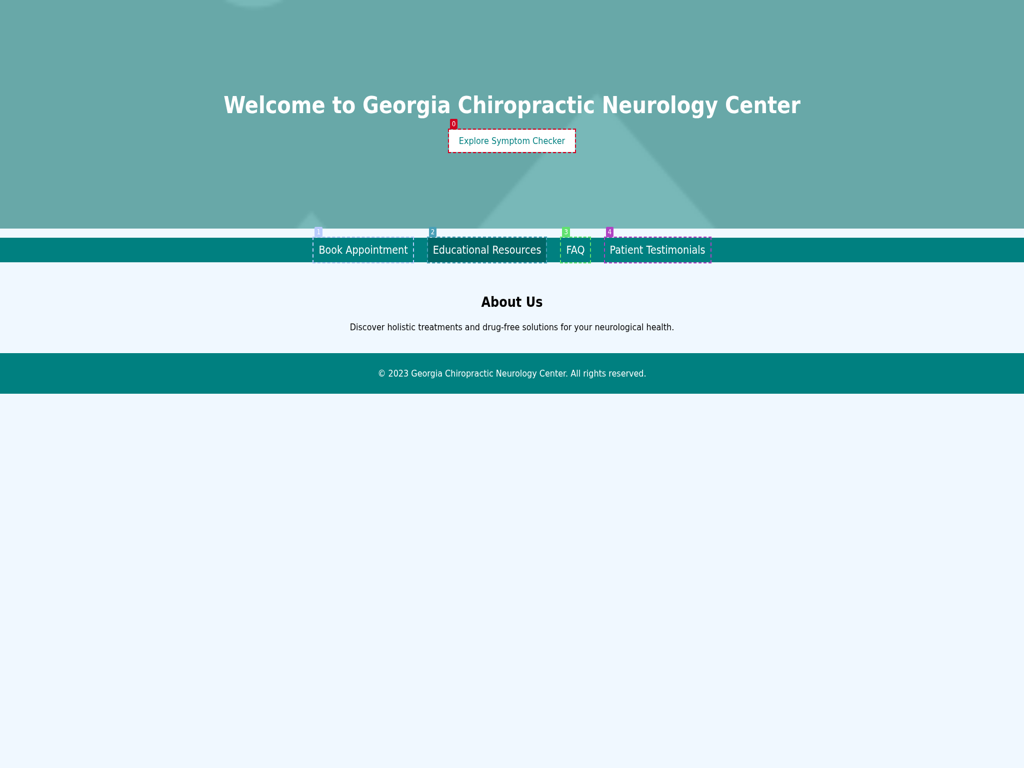 Welcome to Georgia Chiropractic Neurology Center
0
Explore Symptom Checker
1 2 3 4
Book Appointment Educational Resources FAQ Patient Testimonials
About Us
Discover holistic treatments and drug-free solutions for your neurological health.
© 2023 Georgia Chiropractic Neurology Center. All rights reserved.